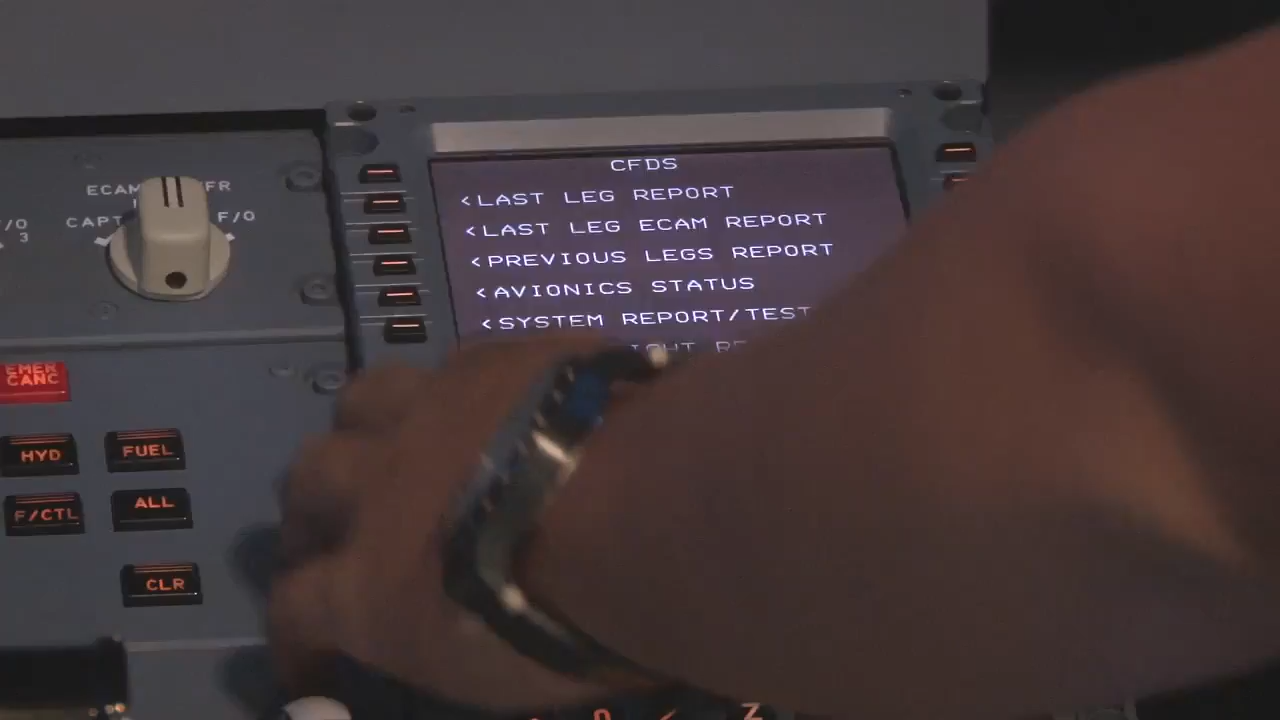 CFDS
<LAST LEG REPORT
<LAST LEG ECAM REPORT
<PREVIOUS LEGS REPORT
<AVIONICS STATUS
<SYSTEM REPORT/TEST
ECAM
CAPT
F/O
/O
3
EMER
CANC
HYD
FUEL
F/CTL
ALL
CLR
Z